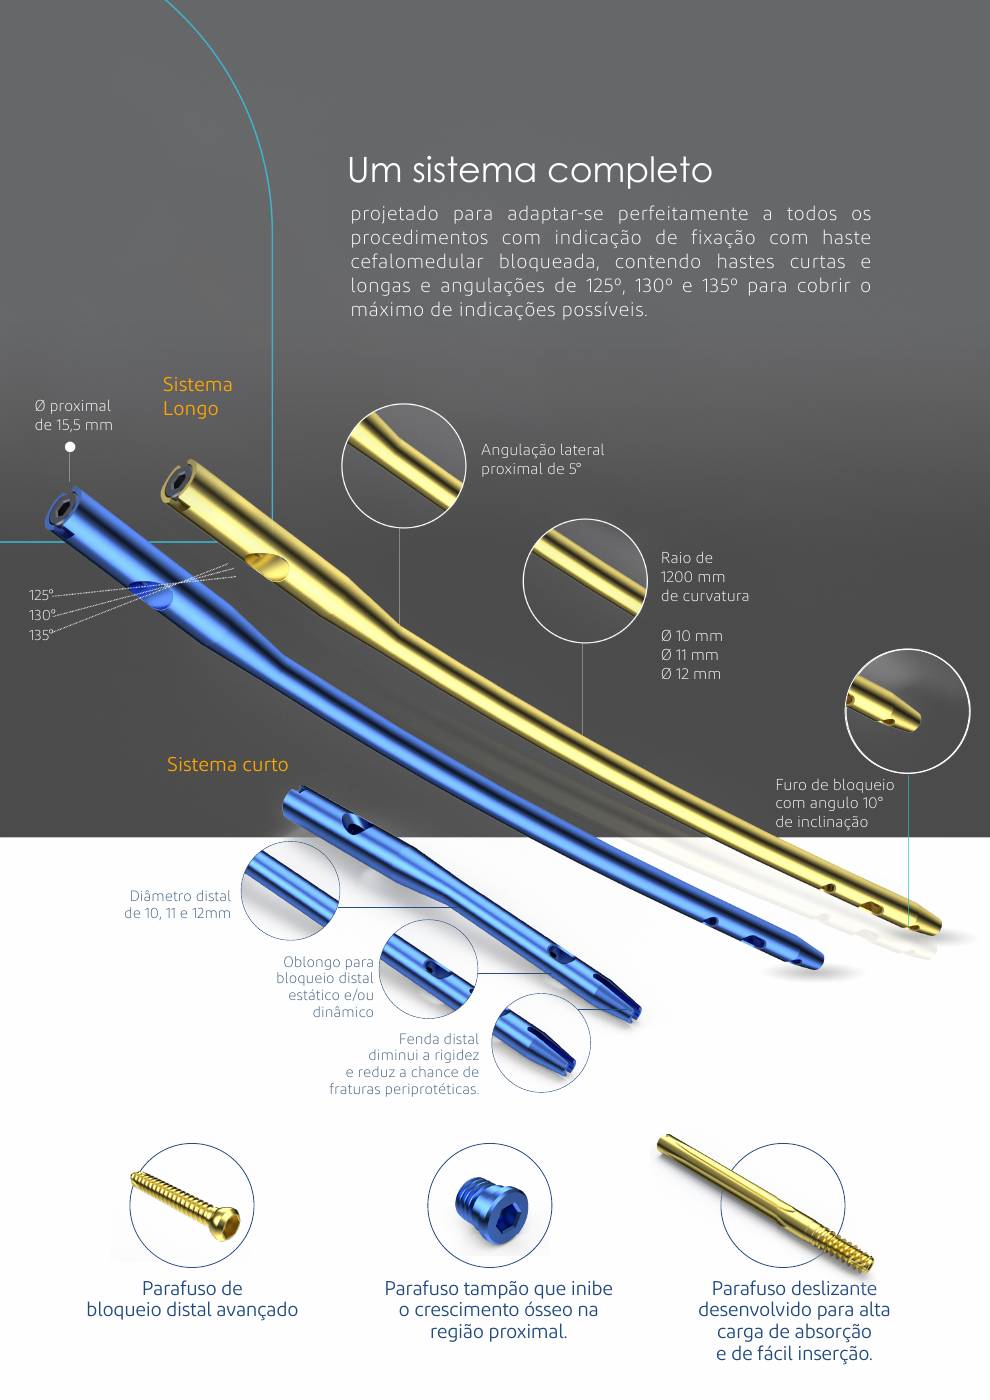 Um sistema completo
projetado para adaptar-se perfeitamente a todos os
procedimentos com indicação de fixação com haste
cefalomedular bloqueada, contendo hastes curtas e
longas e angulações de 125º, 130º e 135º para cobrir o
máximo de indicações possíveis.
Sistema
Longo
Ø proximal
de 15,5 mm
Angulação lateral
proximal de 5°
Raio de
1200 mm
de curvatura
Ø 10 mm
Ø 11 mm
Ø 12 mm
125°
130°
135°
Furo de bloqueio
com angulo 10°
de inclinação
Sistema curto
Diâmetro distal
de 10, 11 e 12mm
Oblongo para
bloqueio distal
estático e/ou
dinâmico
Fenda distal
diminui a rigidez
e reduz a chance de
fraturas periprotéticas.
Parafuso de
bloqueio distal avançado
Parafuso tampão que inibe
o crescimento ósseo na
região proximal.
Parafuso deslizante
desenvolvido para alta
carga de absorção
e de fácil inserção.